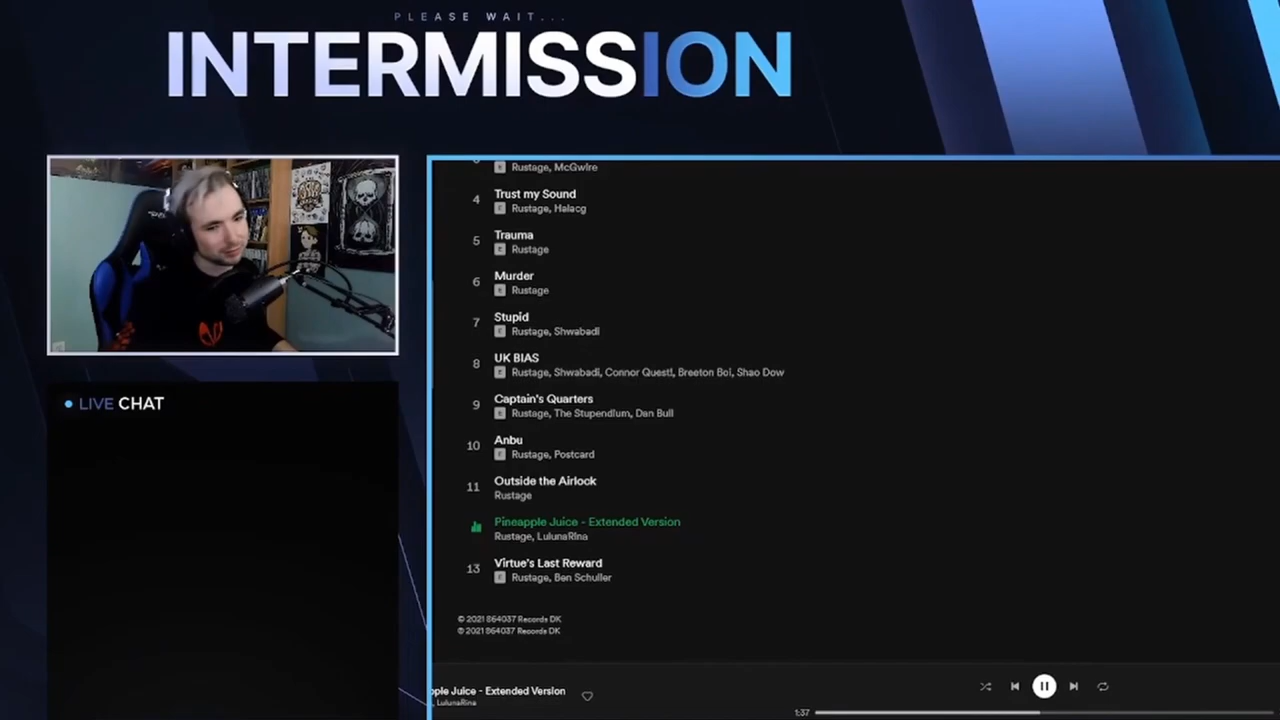 PLEASE WAIT...
INTERMISSION
Rustage, McGwire
4
Trust my Sound
E Rustage, Halacg
5
Trauma
E Rustage
6
Murder
E Rustage
7
Stupid
E Rustage, Shwabadi
8
UK BIAS
E Rustage, Shwabadi, Connor Quest!, Breeton Boi, Shao Dow
9
Captain's Quarters
E Rustage, The Stupendium, Dan Bull
10
Anbu
E Rustage, Postcard
11
Outside the Airlock
Rustage
Pineapple Juice - Extended Version
Rustage, LulunaRina
13
Virtue's Last Reward
E Rustage, Ben Schuller
© 2021 864037 Records DK
℗ 2021 864037 Records DK
LIVE CHAT
pple Juice - Extended Version
, LulunaRina
1:37